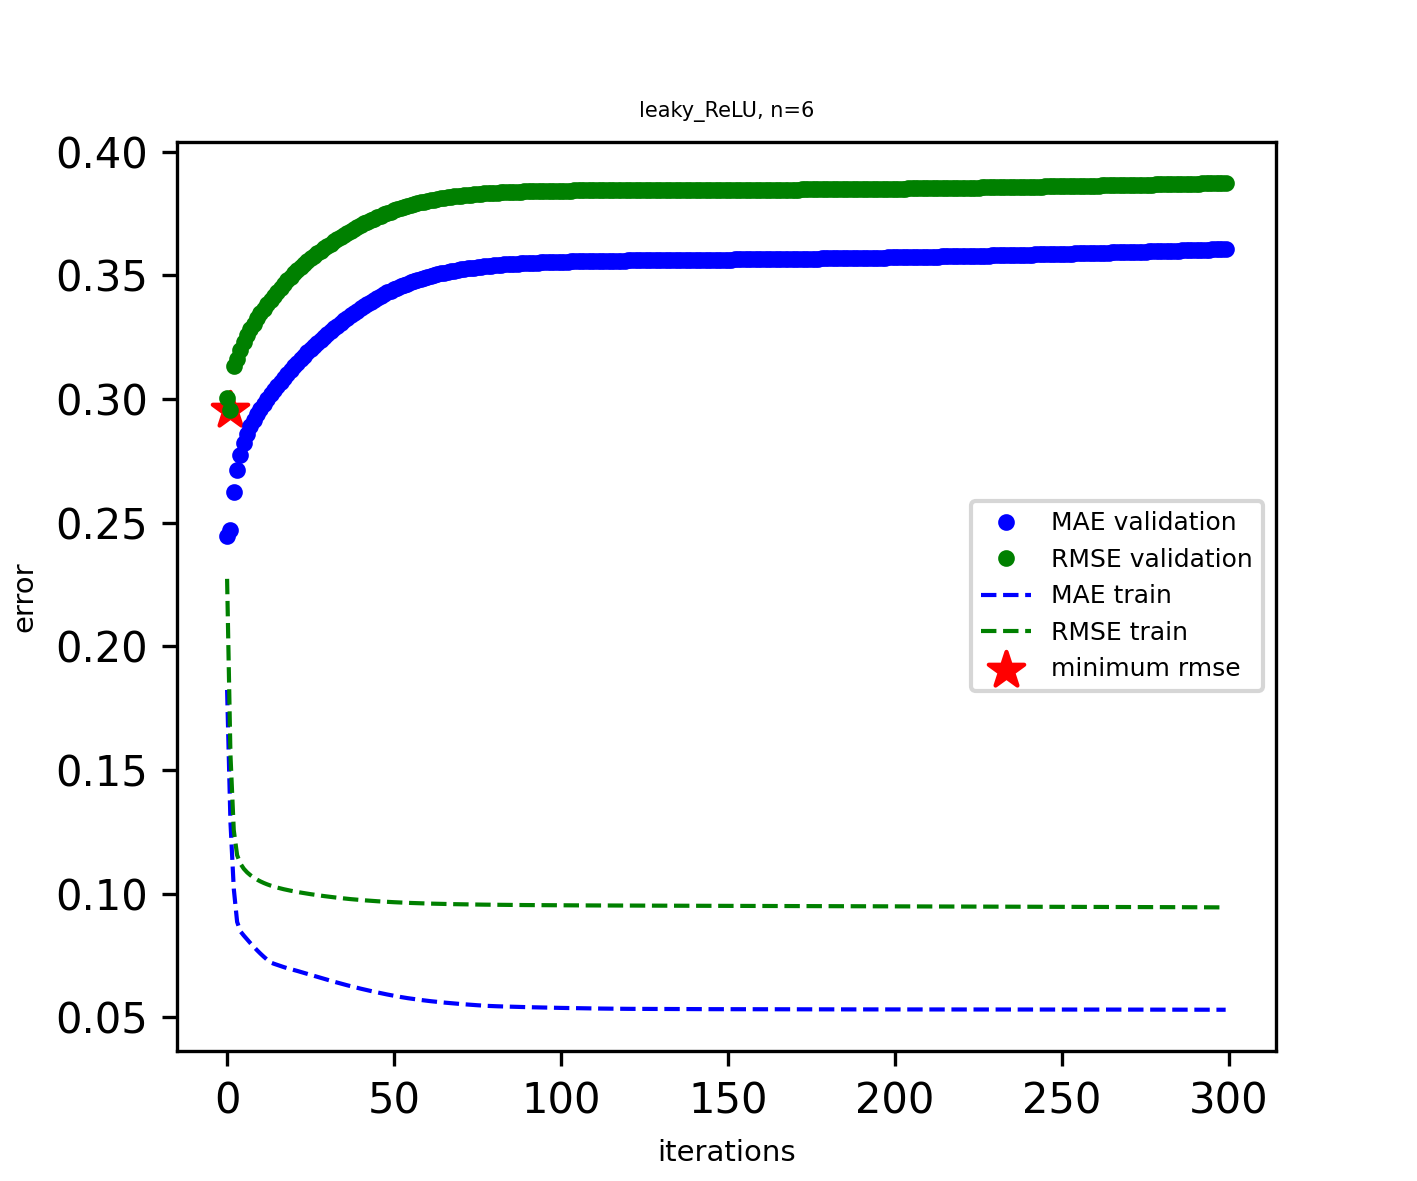 leaky_ReLU, n=6
0.40
0.35
0.30
0.25
0.20
0.15
0.10
0.05
error
MAE validation
RMSE validation
MAE train
RMSE train
minimum rmse
0 50 100 150 200 250 300
iterations